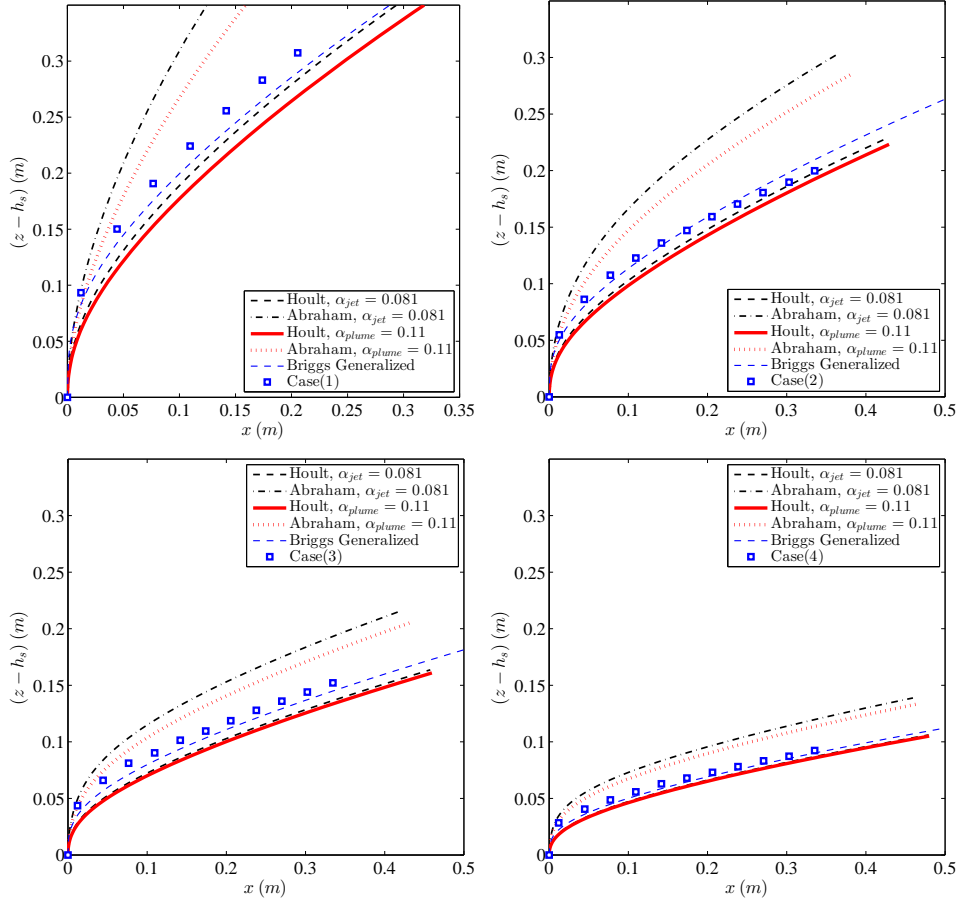 0.3
0.25
0.2
0.15
0.1
0.05
0
(z − h_s) (m)
Hoult, α_jet = 0.081
Abraham, α_jet = 0.081
Hoult, α_plume = 0.11
Abraham, α_plume = 0.11
Briggs Generalized
Case(1)
0 0.05 0.1 0.15 0.2 0.25 0.3 0.35
x (m)
0.3
0.25
0.2
0.15
0.1
0.05
0
(z − h_s) (m)
Hoult, α_jet = 0.081
Abraham, α_jet = 0.081
Hoult, α_plume = 0.11
Abraham, α_plume = 0.11
Briggs Generalized
Case(2)
0 0.1 0.2 0.3 0.4 0.5
x (m)
0.3
0.25
0.2
0.15
0.1
0.05
0
(z − h_s) (m)
Hoult, α_jet = 0.081
Abraham, α_jet = 0.081
Hoult, α_plume = 0.11
Abraham, α_plume = 0.11
Briggs Generalized
Case(3)
0 0.1 0.2 0.3 0.4 0.5
x (m)
0.3
0.25
0.2
0.15
0.1
0.05
0
(z − h_s) (m)
Hoult, α_jet = 0.081
Abraham, α_jet = 0.081
Hoult, α_plume = 0.11
Abraham, α_plume = 0.11
Briggs Generalized
Case(4)
0 0.1 0.2 0.3 0.4 0.5
x (m)